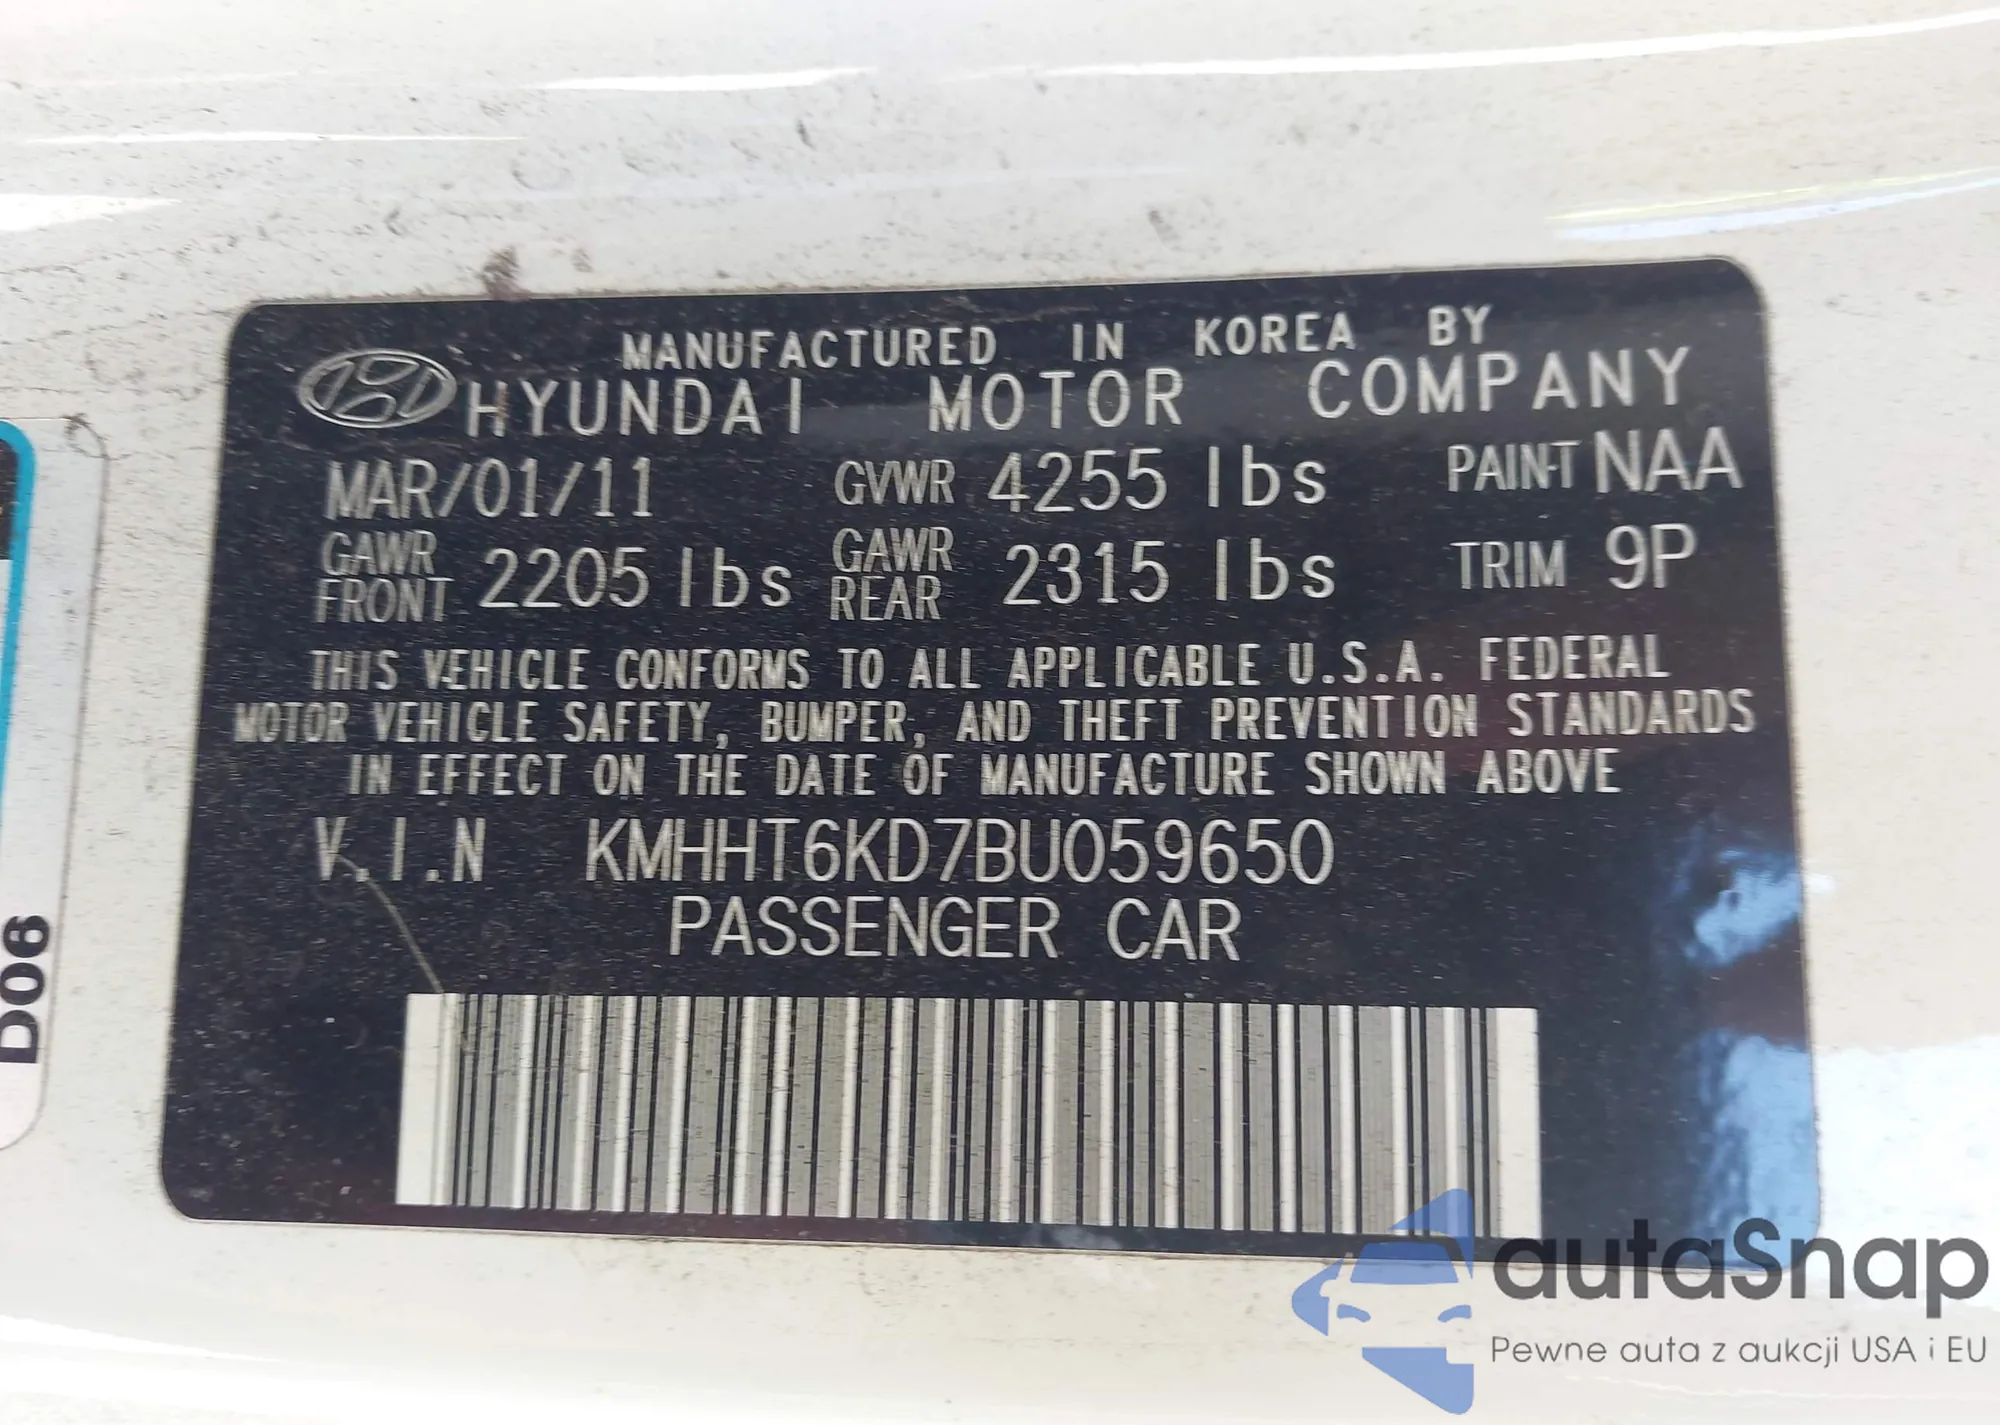 MANUFACTURED IN KOREA BY
HYUNDAI MOTOR COMPANY
MAR/01/11 GVWR 4255 lbs PAINT NAA
GAWR FRONT 2205 lbs GAWR REAR 2315 lbs TRIM 9P
THIS VEHICLE CONFORMS TO ALL APPLICABLE U.S.A. FEDERAL
MOTOR VEHICLE SAFETY, BUMPER, AND THEFT PREVENTION STANDARDS
IN EFFECT ON THE DATE OF MANUFACTURE SHOWN ABOVE
V.I.N KMHHT6KD7BU059650
PASSENGER CAR
D06
autaSnap
Pewne auta z aukcji USA i EU